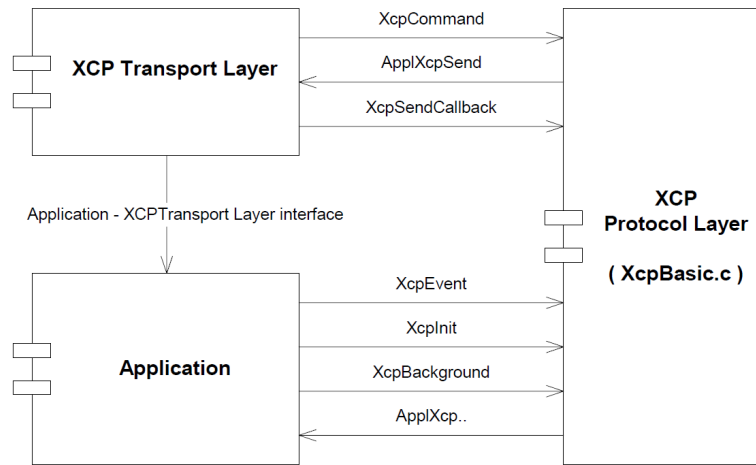 XcpCommand
XCP Transport Layer
ApplXcpSend
XcpSendCallback
Application - XCPTransport Layer interface
XCP
Protocol Layer
( XcpBasic.c )
XcpEvent
XcpInit
Application
XcpBackground
ApplXcp..